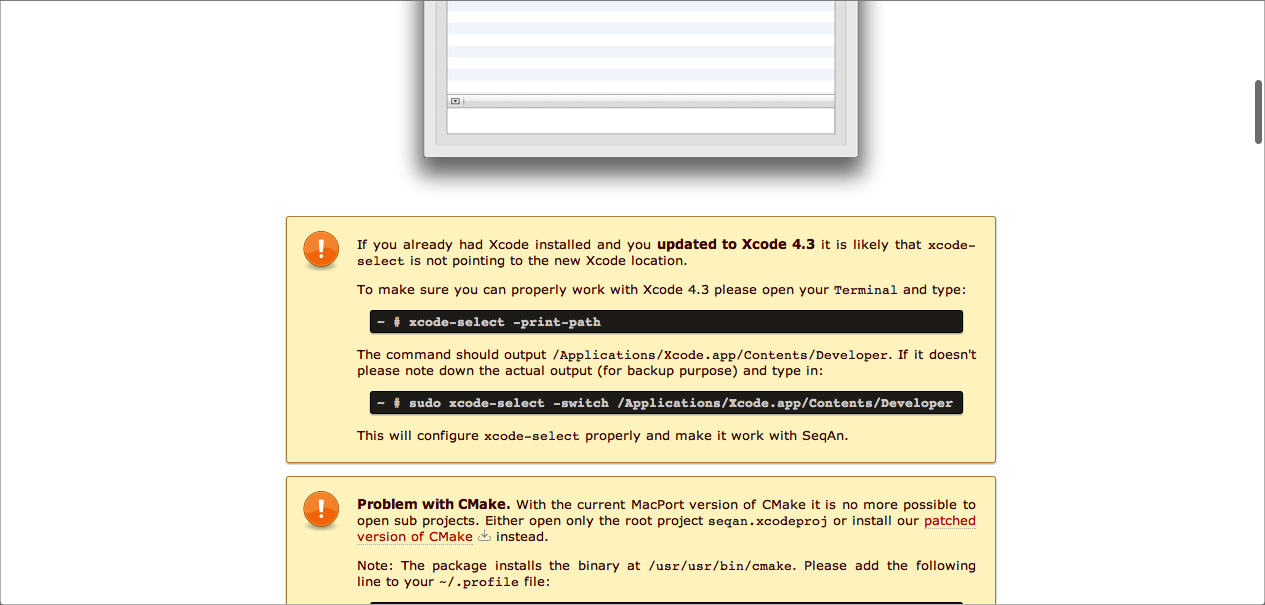 If you already had Xcode installed and you updated to Xcode 4.3 it is likely that xcode-
select is not pointing to the new Xcode location.
To make sure you can properly work with Xcode 4.3 please open your Terminal and type:
~ # xcode-select -print-path
The command should output /Applications/Xcode.app/Contents/Developer. If it doesn't
please note down the actual output (for backup purpose) and type in:
~ # sudo xcode-select -switch /Applications/Xcode.app/Contents/Developer
This will configure xcode-select properly and make it work with SeqAn.
Problem with CMake. With the current MacPort version of CMake it is no more possible to
open sub projects. Either open only the root project seqan.xcodeproj or install our patched
version of CMake instead.
Note: The package installs the binary at /usr/usr/bin/cmake. Please add the following
line to your ~/.profile file: